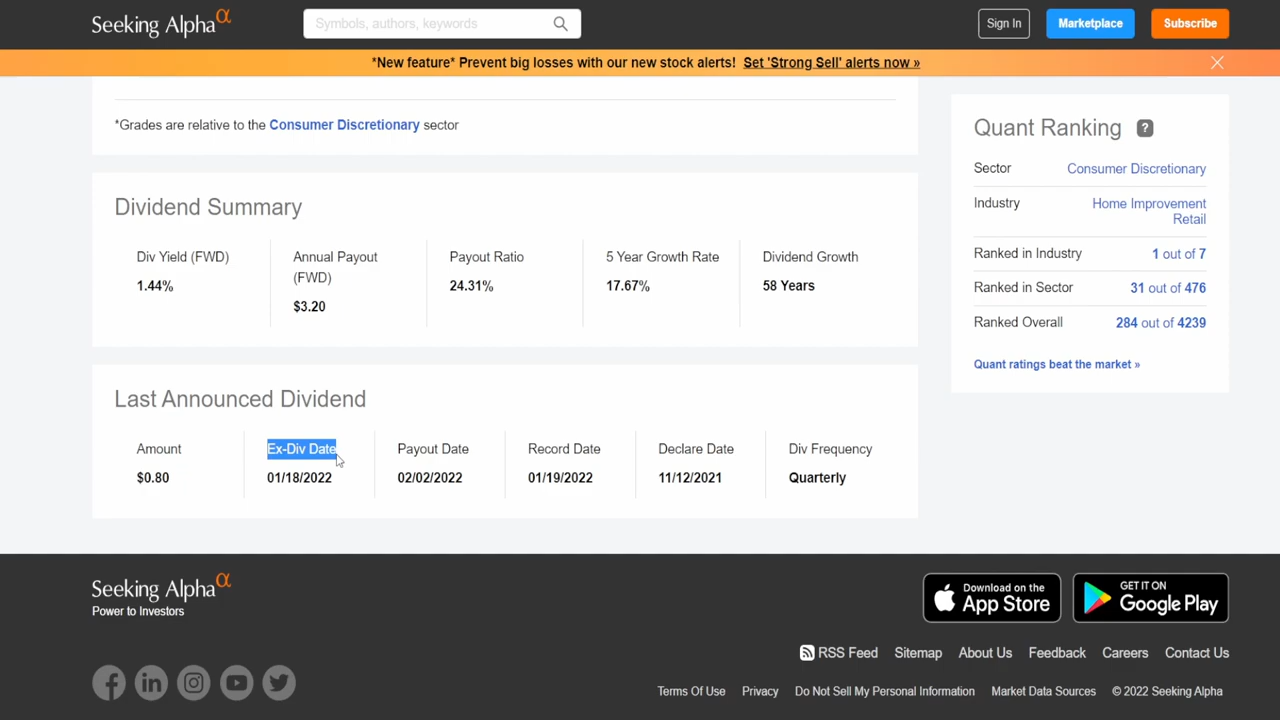 Seeking Alpha α
Symbols, authors, keywords
Sign In
Marketplace
Subscribe
*New feature* Prevent big losses with our new stock alerts! Set 'Strong Sell' alerts now »
*Grades are relative to the Consumer Discretionary sector
Dividend Summary
Div Yield (FWD)
1.44%
Annual Payout
(FWD)
$3.20
Payout Ratio
24.31%
5 Year Growth Rate
17.67%
Dividend Growth
58 Years
Last Announced Dividend
Amount
$0.80
Ex-Div Date
01/18/2022
Payout Date
02/02/2022
Record Date
01/19/2022
Declare Date
11/12/2021
Div Frequency
Quarterly
Quant Ranking ?
Sector Consumer Discretionary
Industry Home Improvement
Retail
Ranked in Industry 1 out of 7
Ranked in Sector 31 out of 476
Ranked Overall 284 out of 4239
Quant ratings beat the market »
Seeking Alpha α
Power to Investors
Download on the
App Store
GET IT ON
Google Play
RSS Feed Sitemap About Us Feedback Careers Contact Us
Terms Of Use Privacy Do Not Sell My Personal Information Market Data Sources © 2022 Seeking Alpha